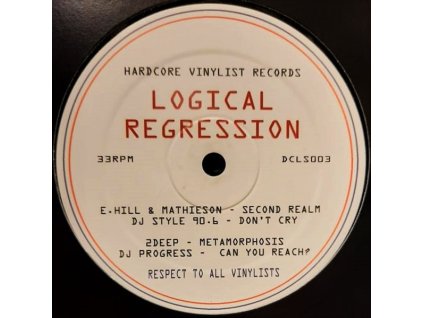 HARDCORE VINYLIST RECORDS
LOGICAL
REGRESSION
33RPM DCLS003
E.HILL & MATHIESON - SECOND REALM
DJ STYLE 90.6 - DON'T CRY
2DEEP - METAMORPHOSIS
DJ PROGRESS - CAN YOU REACH?
RESPECT TO ALL VINYLISTS